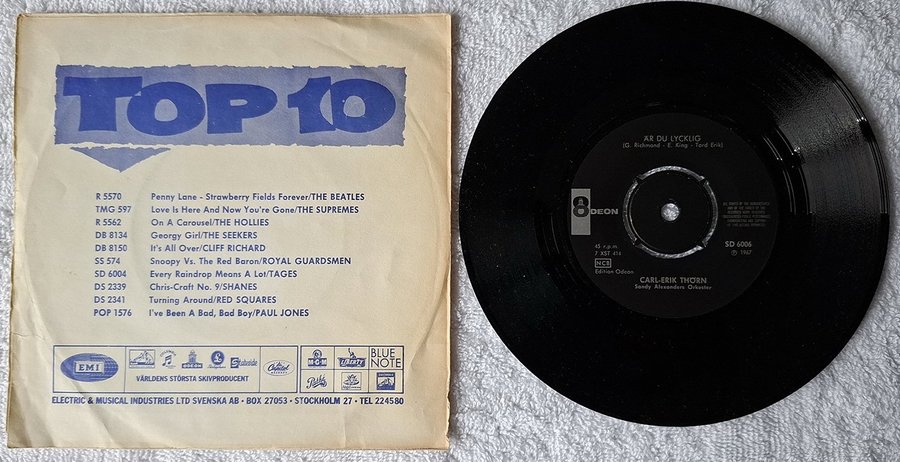 TOP 10
R 5570 Penny Lane - Strawberry Fields Forever/THE BEATLES
TMG 597 Love Is Here And Now You're Gone/THE SUPREMES
R 5562 On A Carousel/THE HOLLIES
DB 8134 Georgy Girl/THE SEEKERS
DB 8150 It's All Over/CLIFF RICHARD
SS 574 Snoopy Vs. The Red Baron/ROYAL GUARDSMEN
SD 6004 Every Raindrop Means A Lot/TAGES
DS 2339 Chris-Craft No. 9/SHANES
DS 2341 Turning Around/RED SQUARES
POP 1576 I've Been A Bad, Bad Boy/PAUL JONES
EMI
ODEON
Stateside
Capitol
M-G-M
LIBERTY
BLUE NOTE
VÄRLDENS STÖRSTA SKIVPRODUCENT
ELECTRIC & MUSICAL INDUSTRIES LTD SVENSKA AB • BOX 27053 • STOCKHOLM 27 • TEL 224580
ÄR DU LYCKLIG
(G. Richmond - E. King - Tord Erik)
ODEON
45 r.p.m.
7 XST 414
NCB
Edition Odeon
SD 6006
℗ 1967
CARL-ERIK THÖRN
Sandy Alexanders Orkester